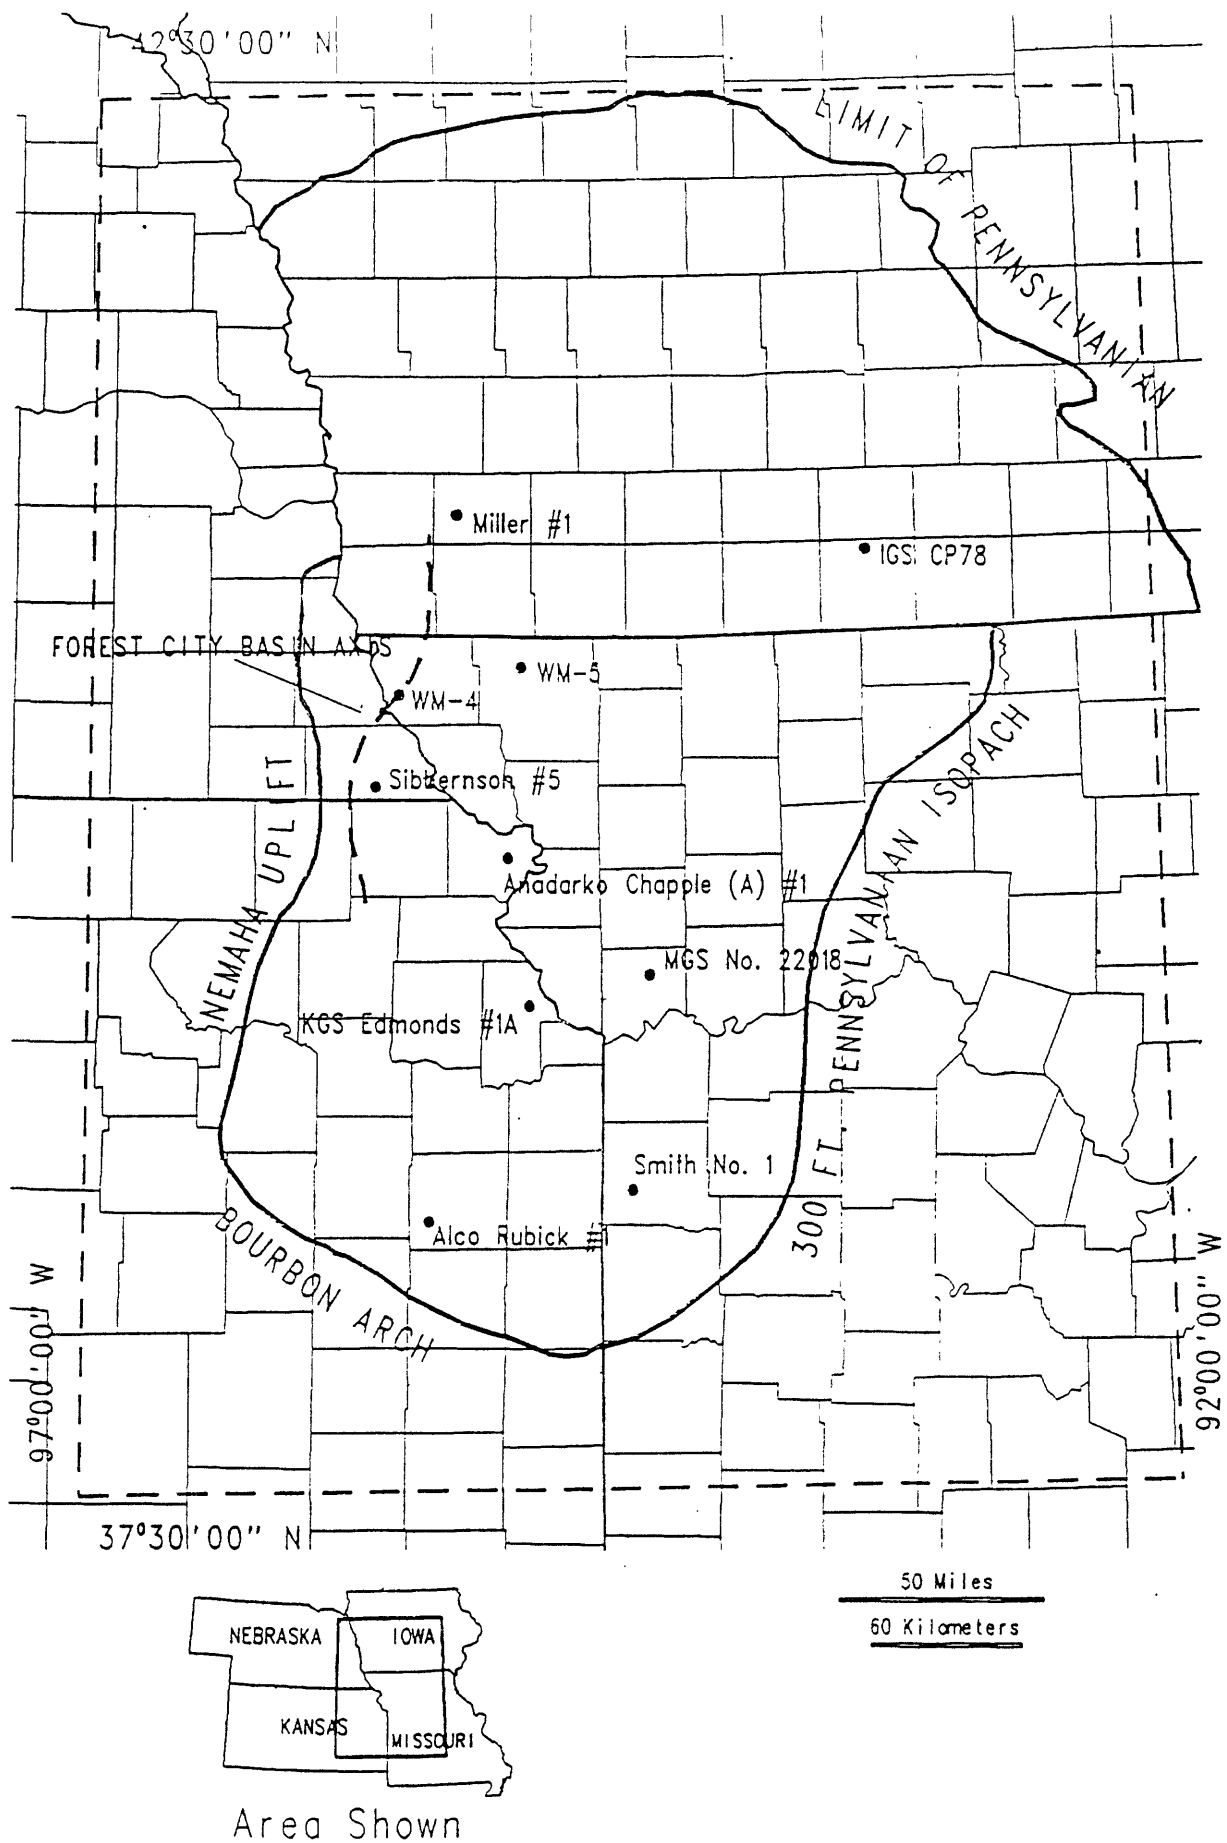 42°30'00" N
LIMIT OF PENNSYLVANIAN
Miller #1
IGS CP78
FOREST CITY BASIN AXIS
WM-5
WM-4
Sibbernson #5
NEMAHA UPLIFT
Anadarko Chapple (A) #1
300 FT. PENNSYLVANIAN ISOPACH
MGS No. 22018
KGS Edmonds #1A
Smith No. 1
Alco Rubick #1
BOURBON ARCH
97°00'00" W
92°00'00" W
37°30'00" N
50 Miles
60 Kilometers
NEBRASKA
IOWA
KANSAS
MISSOURI
Area Shown